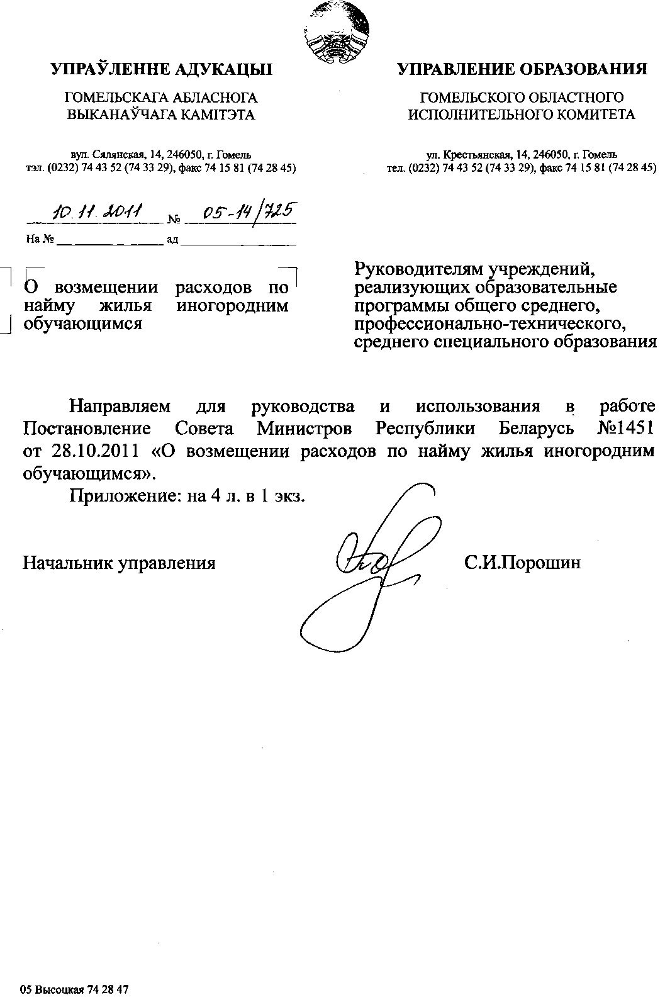 УПРАЎЛЕННЕ АДУКАЦЫІ
ГОМЕЛЬСКАГА АБЛАСНОГА
ВЫКАНАЎЧАГА КАМІТЭТА
вул. Сялянская, 14, 246050, г. Гомель
тэл. (0232) 74 43 52 (74 33 29), факс 74 15 81 (74 28 45)
УПРАВЛЕНИЕ ОБРАЗОВАНИЯ
ГОМЕЛЬСКОГО ОБЛАСТНОГО
ИСПОЛНИТЕЛЬНОГО КОМИТЕТА
ул. Крестьянская, 14, 246050, г. Гомель
тел. (0232) 74 43 52 (74 33 29), факс 74 15 81 (74 28 45)
10.11.2011 № 05-14/725
На № ад
О возмещении расходов по
найму жилья иногородним
обучающимся
Руководителям учреждений,
реализующих образовательные
программы общего среднего,
профессионально-технического,
среднего специального образования
Направляем для руководства и использования в работе
Постановление Совета Министров Республики Беларусь №1451
от 28.10.2011 «О возмещении расходов по найму жилья иногородним
обучающимся».
Приложение: на 4 л. в 1 экз.
Начальник управления С.И.Порошин
05 Высоцкая 74 28 47